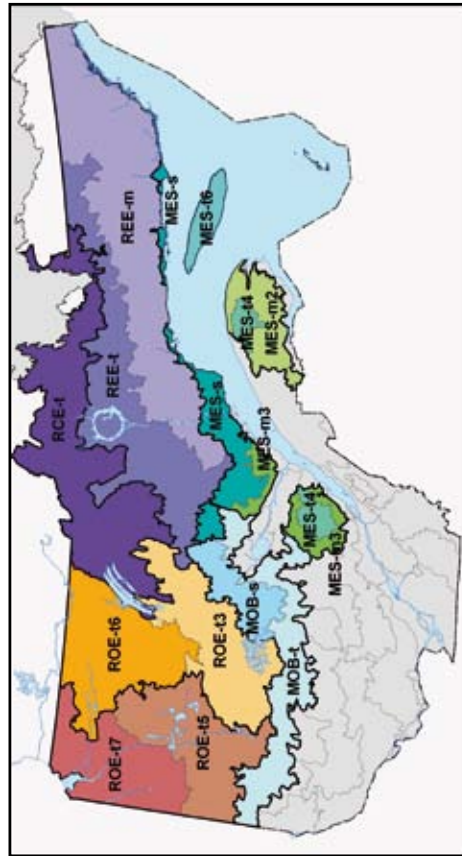 RCE-t
REE-m
REE-t
ROE-t6
ROE-t7
MES-s
MES-t6
MES-s
ROE-t3
ROE-t5
MES-t4
MES-m2
MES-m3
MOB-s
MES-t4
MES-m3
MOB-t